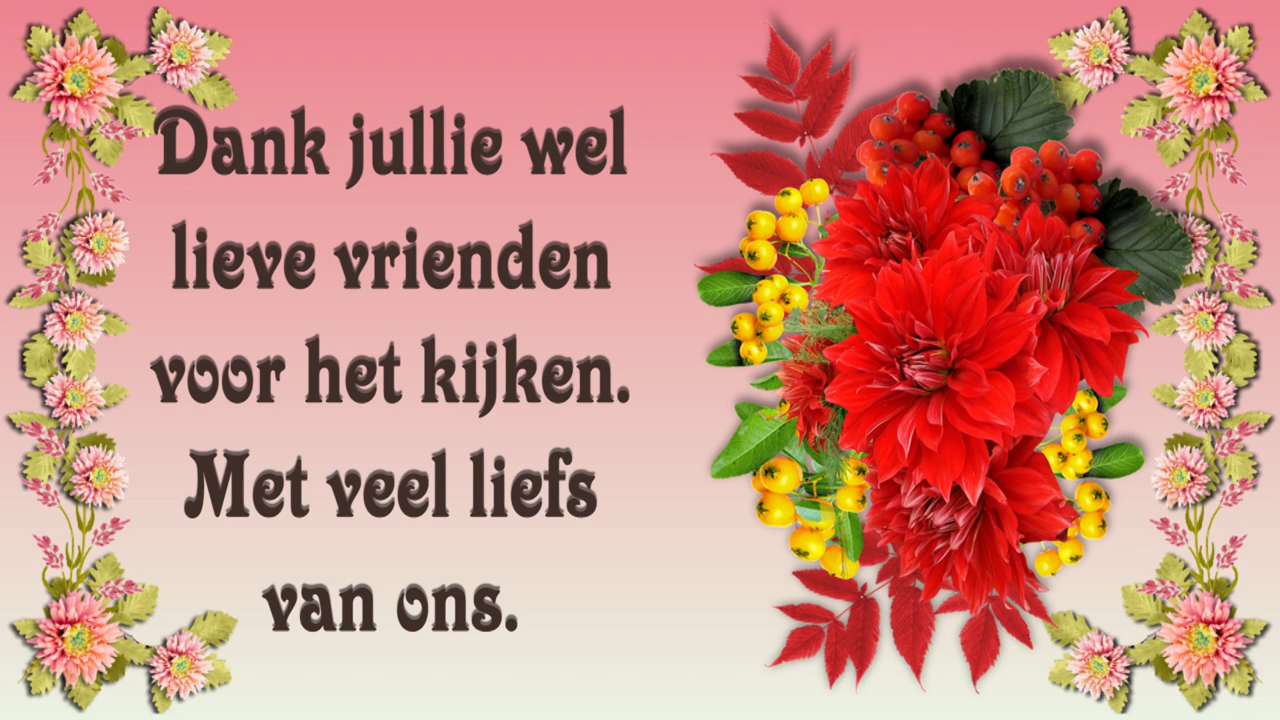 Dank jullie wel
lieve vrienden
voor het kijken.
Met veel liefs
van ons.